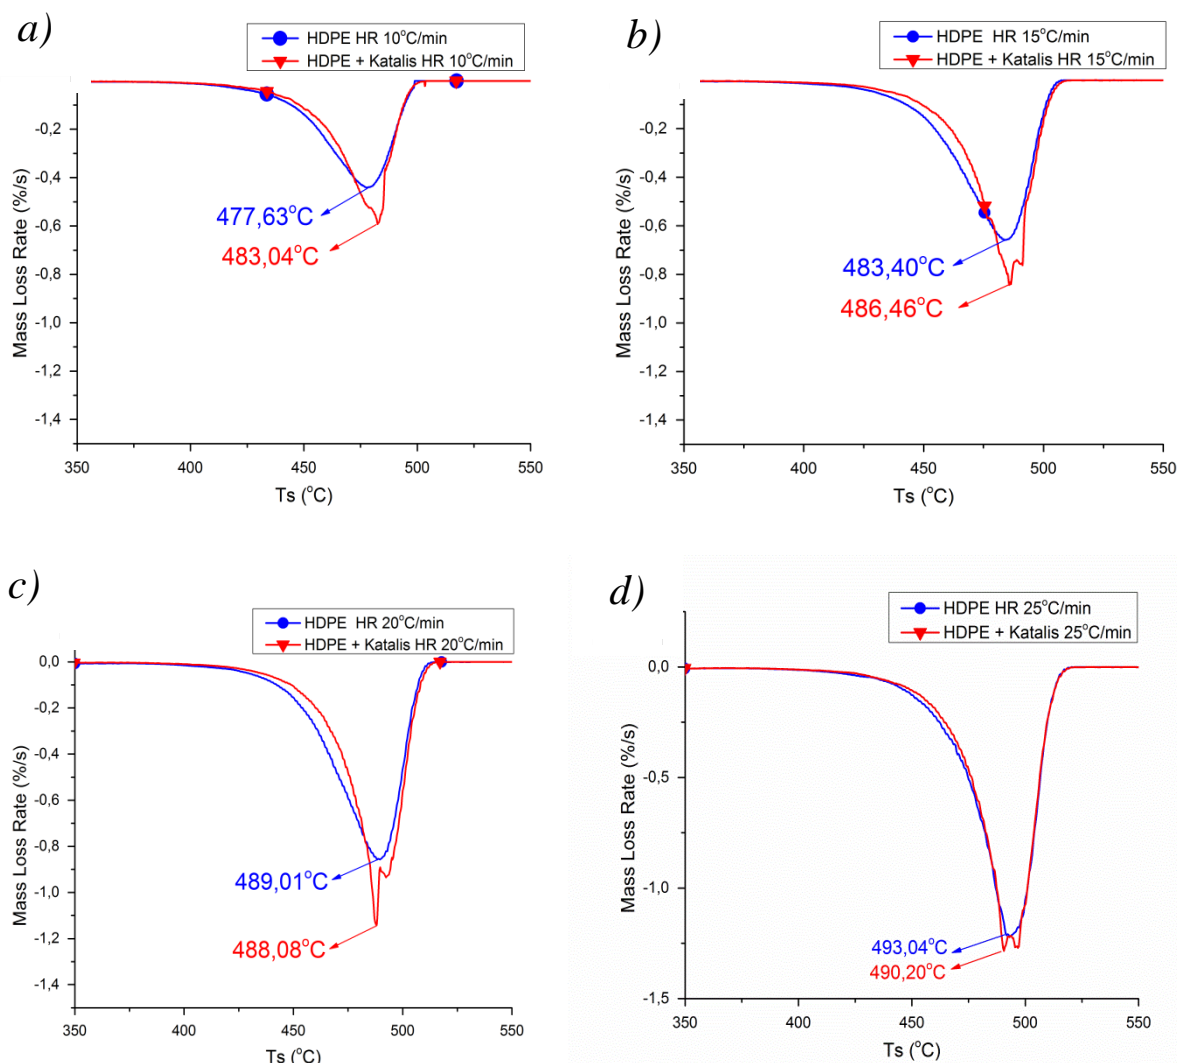 a)
HDPE HR 10°C/min
HDPE + Katalis HR 10°C/min
-0,2
-0,4
-0,6
-0,8
-1,0
-1,2
-1,4
Mass Loss Rate (%/s)
477,63°C
483,04°C
350
400
450
500
550
Ts (°C)
b)
HDPE HR 15°C/min
HDPE + Katalis HR 15°C/min
-0,2
-0,4
-0,6
-0,8
-1,0
-1,2
-1,4
Mass Loss Rate (%/s)
483,40°C
486,46°C
350
400
450
500
550
Ts (°C)
c)
HDPE HR 20°C/min
HDPE + Katalis HR 20°C/min
0,0
-0,2
-0,4
-0,6
-0,8
-1,0
-1,2
-1,4
Mass Loss Rate (%/s)
489,01°C
488,08°C
350
400
450
500
550
Ts (°C)
d)
HDPE HR 25°C/min
HDPE + Katalis 25°C/min
0,0
-0,5
-1,0
-1,5
Mass Loss Rate (%/s)
493,04°C
490,20°C
350
400
450
500
550
Ts (°C)